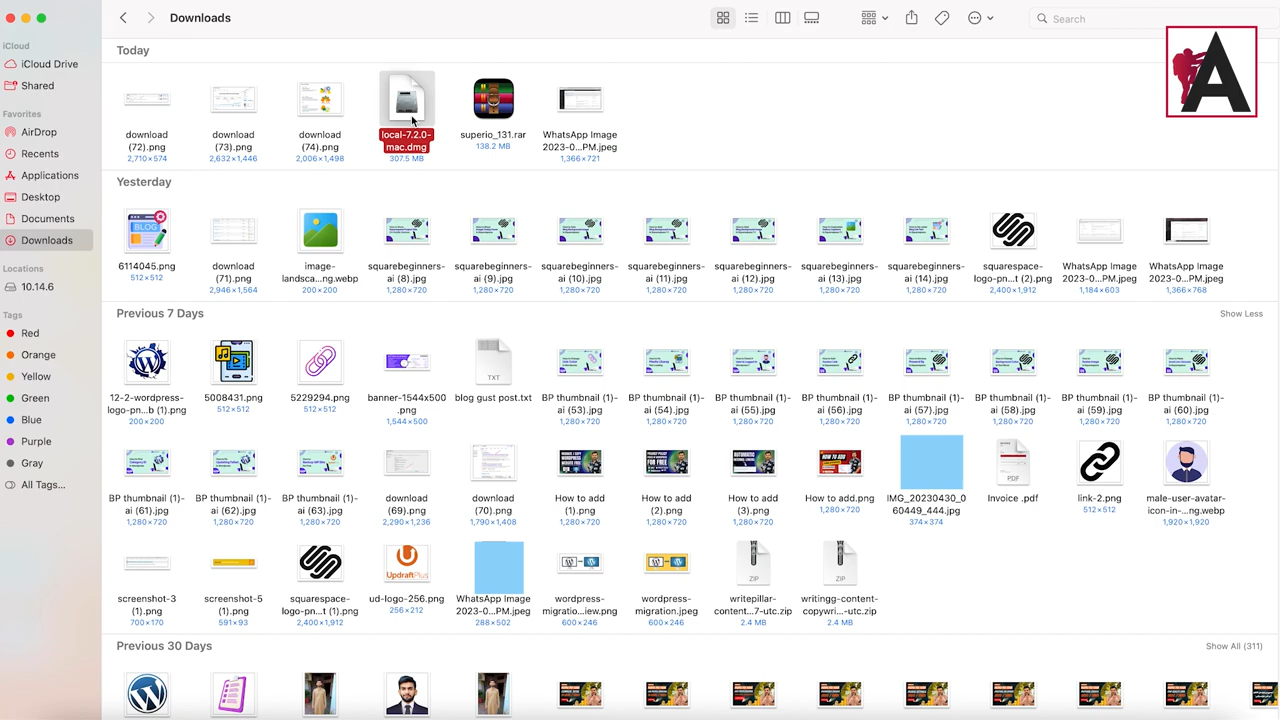 Downloads
Search
iCloud
iCloud Drive
Shared
Favorites
AirDrop
Recents
Applications
Desktop
Documents
Downloads
Locations
10.14.6
Tags
Red
Orange
Yellow
Green
Blue
Purple
Gray
All Tags...
A
Today
download (72).png
2,710×574
download (73).png
2,632×1,446
download (74).png
2,006×1,498
local-7.2.0-mac.dmg
307.5 MB
superio_131.rar
138.2 MB
WhatsApp Image 2023-0...PM.jpeg
1,366×721
Yesterday
6114045.png
512×512
download (71).png
2,946×1,564
image-landsca...ng.webp
200×200
squarebeginners-ai (8).jpg
1,280×720
squarebeginners-ai (9).jpg
1,280×720
squarebeginners-ai (10).jpg
1,280×720
squarebeginners-ai (11).jpg
1,280×720
squarebeginners-ai (12).jpg
1,280×720
squarebeginners-ai (13).jpg
1,280×720
squarebeginners-ai (14).jpg
1,280×720
squarespace-logo-pn...t (2).png
2,400×1,912
WhatsApp Image 2023-0...PM.jpeg
1,184×603
WhatsApp Image 2023-0...PM.jpeg
1,366×768
Previous 7 Days
Show Less
12-2-wordpress-logo-pn...b (1).png
200×200
5008431.png
512×512
5229294.png
512×512
banner-1544x500.png
1,544×500
TXT
blog gust post.txt
BP thumbnail (1)-ai (53).jpg
1,280×720
BP thumbnail (1)-ai (54).jpg
1,280×720
BP thumbnail (1)-ai (55).jpg
1,280×720
BP thumbnail (1)-ai (56).jpg
1,280×720
BP thumbnail (1)-ai (57).jpg
1,280×720
BP thumbnail (1)-ai (58).jpg
1,280×720
BP thumbnail (1)-ai (59).jpg
1,280×720
BP thumbnail (1)-ai (60).jpg
1,280×720
BP thumbnail (1)-ai (61).jpg
1,280×720
BP thumbnail (1)-ai (62).jpg
1,280×720
BP thumbnail (1)-ai (63).jpg
1,280×720
download (69).png
2,290×1,236
download (70).png
1,790×1,408
How to add (1).png
1,280×720
How to add (2).png
1,280×720
How to add (3).png
1,280×720
How to add.png
1,280×720
IMG_20230430_060449_444.jpg
374×374
PDF
Invoice .pdf
link-2.png
512×512
male-user-avatar-icon-in-...ng.webp
1,920×1,920
screenshot-3 (1).png
700×170
screenshot-5 (1).png
591×93
squarespace-logo-pn...t (1).png
2,400×1,912
UpdraftPlus
ud-logo-256.png
256×212
WhatsApp Image 2023-0...PM.jpeg
288×502
wordpress-migratio...iew.png
600×246
wordpress-migration.jpeg
600×246
ZIP
writepillar-content...7-utc.zip
2.4 MB
ZIP
writingg-content-copywri...-utc.zip
2.4 MB
Previous 30 Days
Show All (311)